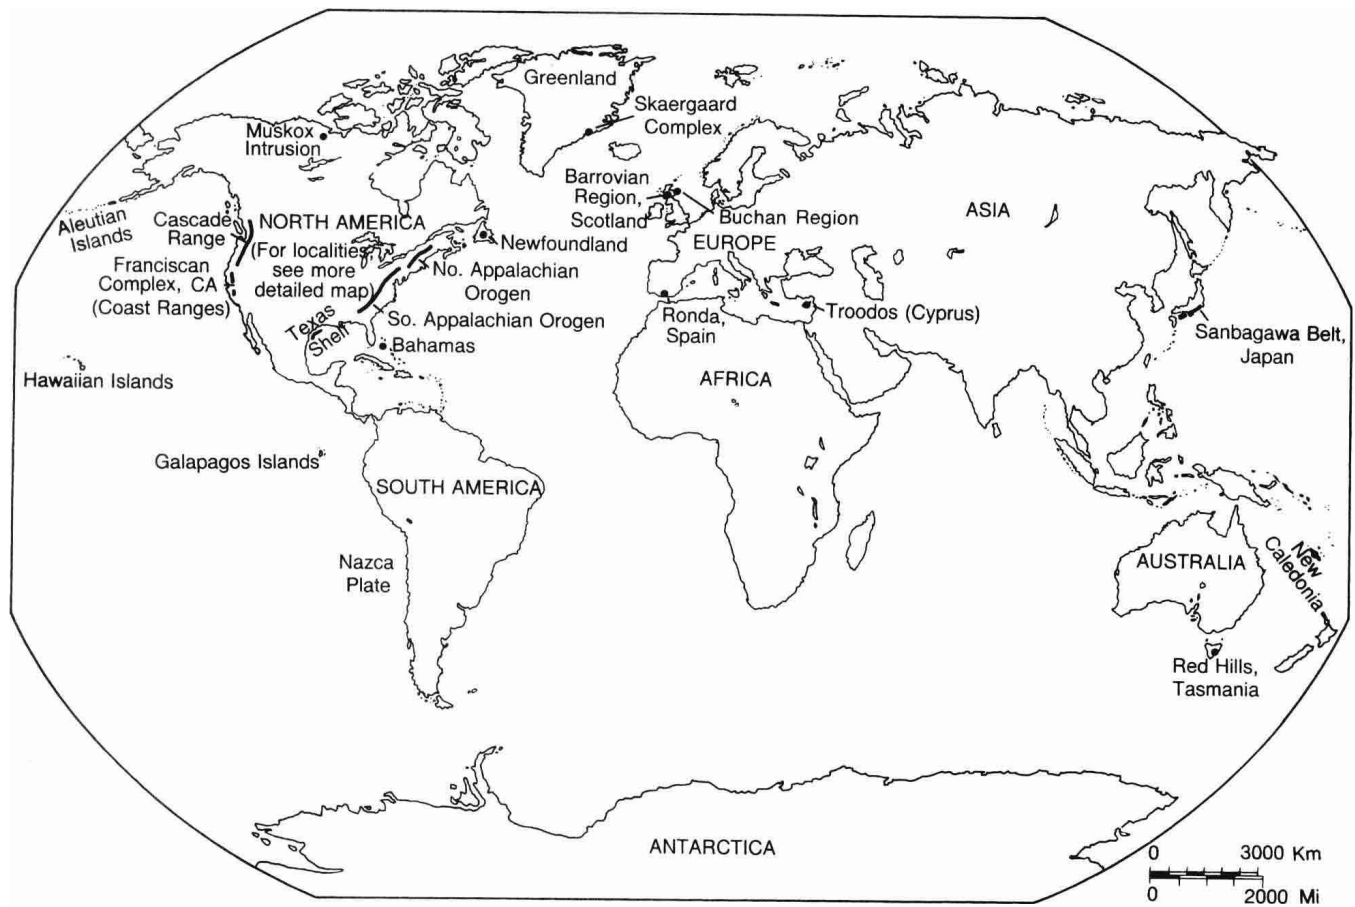 Greenland
Skaergaard
Complex
Muskox
Intrusion
Barrovian
Region,
Scotland
Buchan Region
ASIA
Aleutian
Islands
Cascade
Range
NORTH AMERICA
(For localities,
see more
detailed map)
Newfoundland
EUROPE
Franciscan
Complex, CA
(Coast Ranges)
No. Appalachian
Orogen
So. Appalachian Orogen
Texas
Shelf
Bahamas
Ronda,
Spain
Troodos (Cyprus)
Sanbagawa Belt,
Japan
Hawaiian Islands
AFRICA
Galapagos Islands
SOUTH AMERICA
Nazca
Plate
AUSTRALIA
New
Caledonia
Red Hills,
Tasmania
ANTARCTICA
0 3000 Km
0 2000 Mi